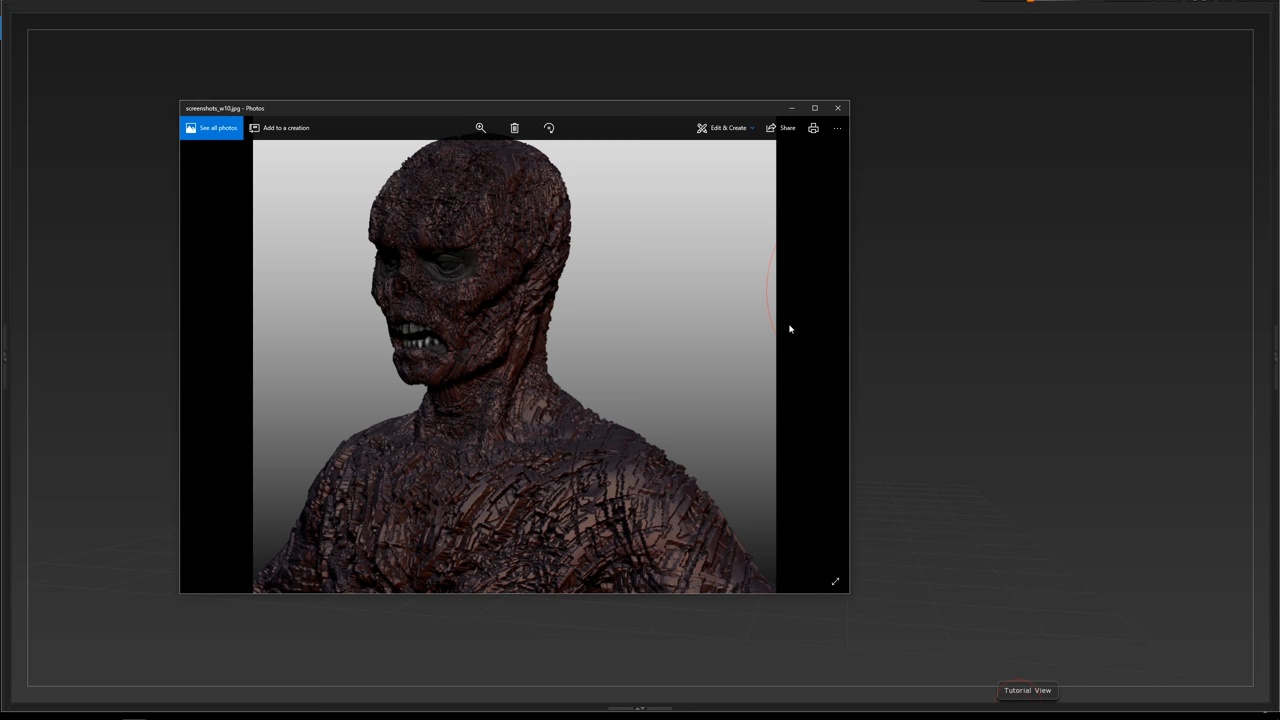 screenshots_w10.jpg - Photos
See all photos
Add to a creation
Edit & Create
Share
Tutorial View